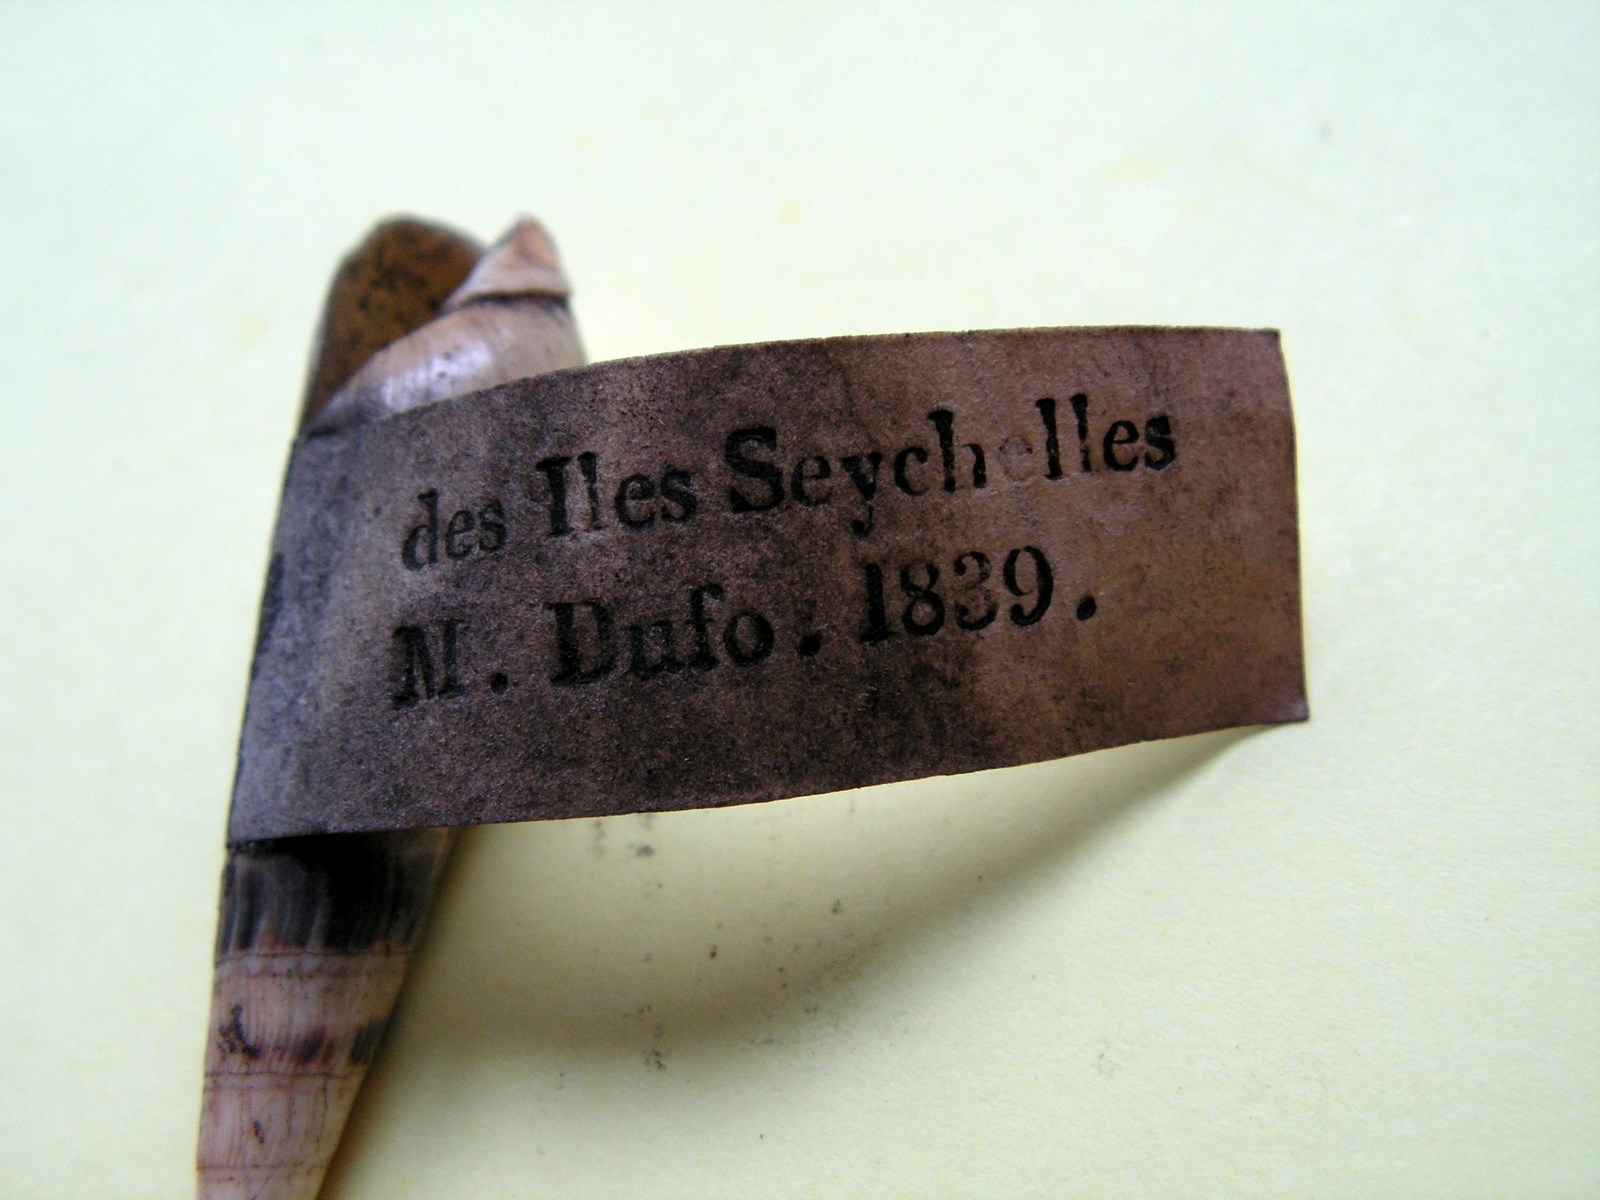 des Iles Seychelles
M. Dufo. 1839.